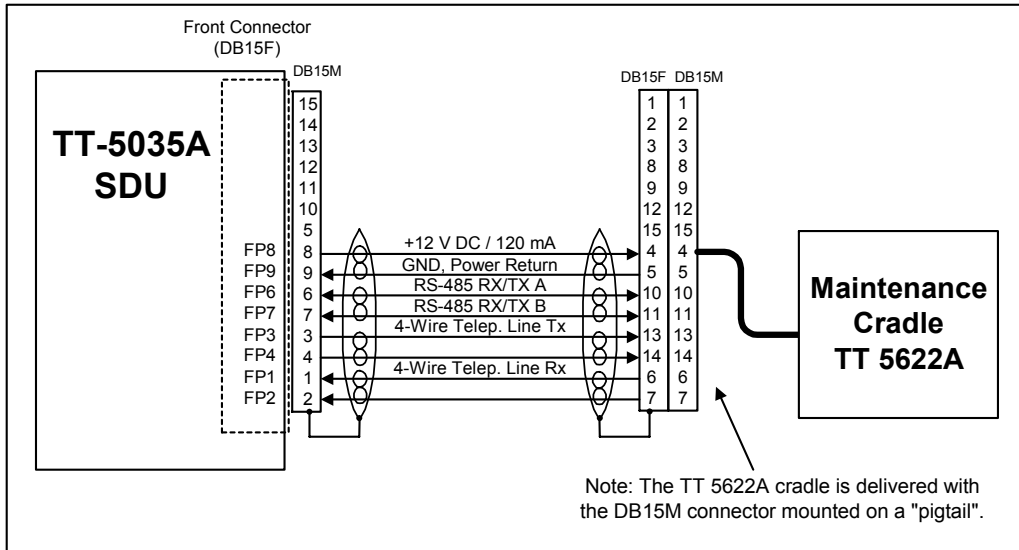 Front Connector
(DB15F)
DB15M
DB15F DB15M
TT-5035A
SDU
15
14
13
12
11
10
5
FP8 8
FP9 9
FP6 6
FP7 7
FP3 3
FP4 4
FP1 1
FP2 2
+12 V DC / 120 mA
GND, Power Return
RS-485 RX/TX A
RS-485 RX/TX B
4-Wire Telep. Line Tx
4-Wire Telep. Line Rx
1 1
2 2
3 3
8 8
9 9
12 12
15 15
4 4
5 5
10 10
11 11
13 13
14 14
6 6
7 7
Maintenance
Cradle
TT 5622A
Note: The TT 5622A cradle is delivered with
the DB15M connector mounted on a "pigtail".